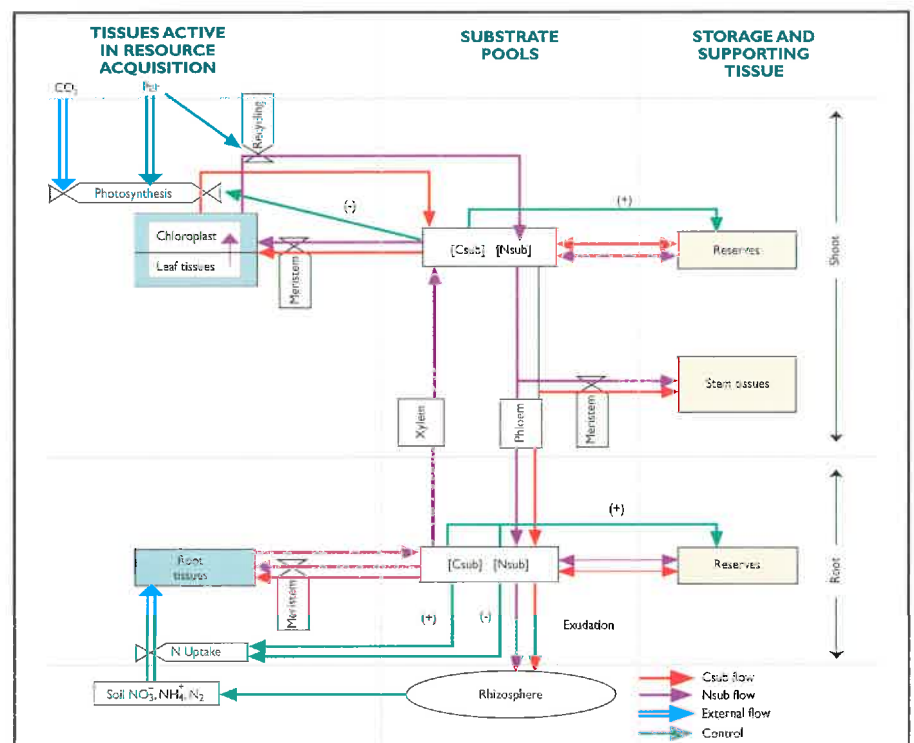 TISSUES ACTIVE
IN RESOURCE
ACQUISITION
SUBSTRATE
POOLS
STORAGE AND
SUPPORTING
TISSUE
CO₂
Recycling
Photosynthesis
(-)
(+)
Chloroplast
Leaf tissues
Meristem
[Csub] [Nsub]
Reserves
Shoot
Stem tissues
Xylem
Phloem
Meristem
(+)
Root
tissues
Meristem
[Csub] [Nsub]
Reserves
Root
(+)
(-)
Exudation
N Uptake
Soil NO₃⁻, NH₄⁺, N₂
Rhizosphere
Csub flow
Nsub flow
External flow
Control